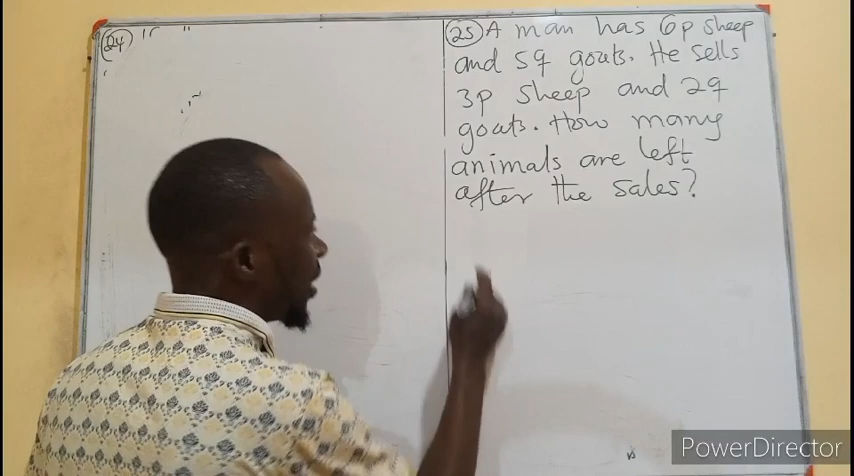 24
25 A man has 6p sheep
and 5q goats. He sells
3p sheep and 2q
goats. How many
animals are left
after the sales?
PowerDirector